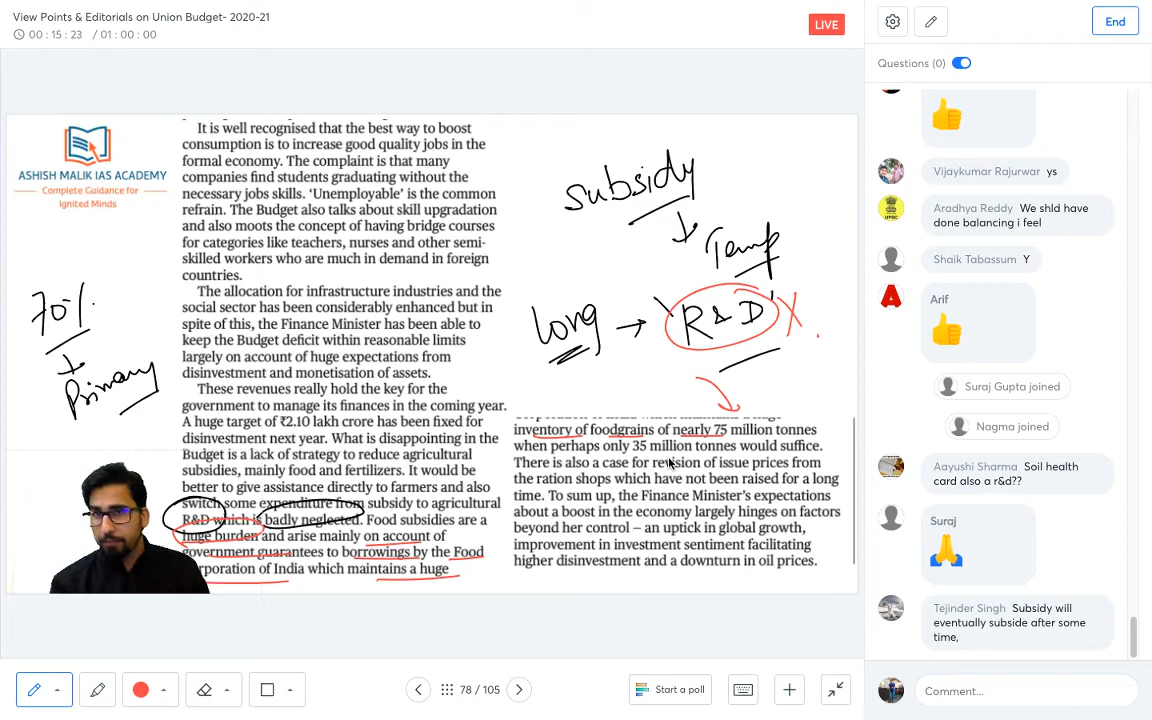 View Points & Editorials on Union Budget- 2020-21
00 : 15 : 23 / 01 : 00 : 00
LIVE
End
Questions (0)
ASHISH MALIK IAS ACADEMY
Complete Guidance for
Ignited Minds
70%
Primary
It is well recognised that the best way to boost
consumption is to increase good quality jobs in the
formal economy. The complaint is that many
companies find students graduating without the
necessary jobs skills. ‘Unemployable’ is the common
refrain. The Budget also talks about skill upgradation
and also moots the concept of having bridge courses
for categories like teachers, nurses and other semi-
skilled workers who are much in demand in foreign
countries.
The allocation for infrastructure industries and the
social sector has been considerably enhanced but in
spite of this, the Finance Minister has been able to
keep the Budget deficit within reasonable limits
largely on account of huge expectations from
disinvestment and monetisation of assets.
These revenues really hold the key for the
government to manage its finances in the coming year.
A huge target of ₹2.10 lakh crore has been fixed for
disinvestment next year. What is disappointing in the
Budget is a lack of strategy to reduce agricultural
subsidies, mainly food and fertilizers. It would be
better to give assistance directly to farmers and also
switch some expenditure from subsidy to agricultural
R&D which is badly neglected. Food subsidies are a
huge burden and arise mainly on account of
government guarantees to borrowings by the Food
rporation of India which maintains a huge
subsidy
Temp
long → 'R&D' X
inventory of foodgrains of nearly 75 million tonnes
when perhaps only 35 million tonnes would suffice.
There is also a case for revision of issue prices from
the ration shops which have not been raised for a long
time. To sum up, the Finance Minister’s expectations
about a boost in the economy largely hinges on factors
beyond her control – an uptick in global growth,
improvement in investment sentiment facilitating
higher disinvestment and a downturn in oil prices.
Vijaykumar Rajurwar ys
Aradhya Reddy We shld have
done balancing i feel
Shaik Tabassum Y
Arif
Suraj Gupta joined
Nagma joined
Aayushi Sharma Soil health
card also a r&d??
Suraj
Tejinder Singh Subsidy will
eventually subside after some
time,
78 / 105
Start a poll
Comment...